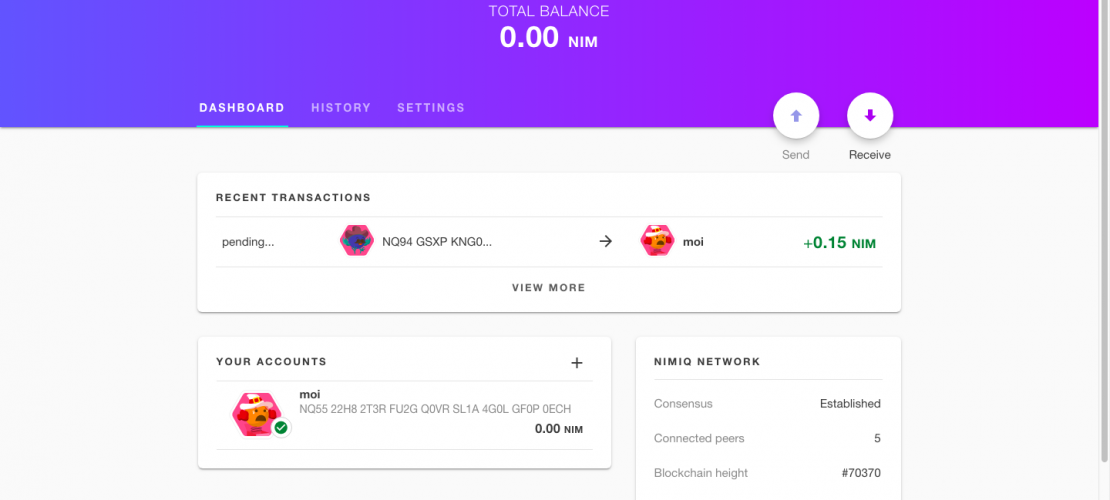 TOTAL BALANCE
0.00 NIM
DASHBOARD HISTORY SETTINGS
Send Receive
RECENT TRANSACTIONS
pending... NQ94 GSXP KNG0... → moi +0.15 NIM
VIEW MORE
YOUR ACCOUNTS +
moi
NQ55 22H8 2T3R FU2G Q0VR SL1A 4G0L GF0P 0ECH
0.00 NIM
NIMIQ NETWORK
Consensus Established
Connected peers 5
Blockchain height #70370